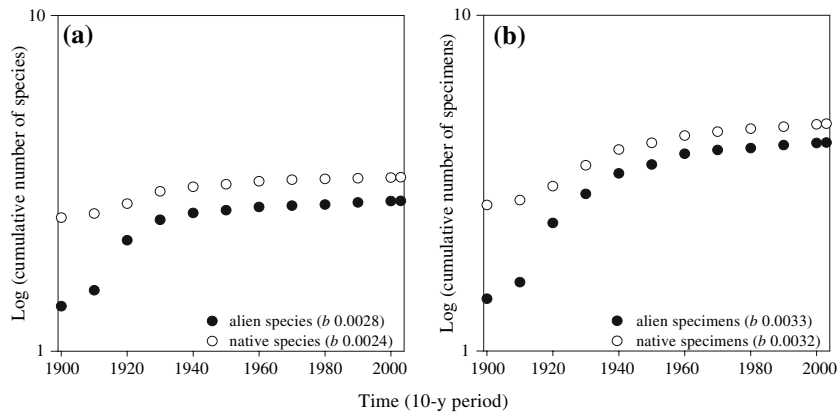 10
(a)
Log (cumulative number of species)
1
alien species (b 0.0028)
native species (b 0.0024)
1900 1920 1940 1960 1980 2000
10
(b)
Log (cumulative number of specimens)
1
alien specimens (b 0.0033)
native specimens (b 0.0032)
1900 1920 1940 1960 1980 2000
Time (10-y period)